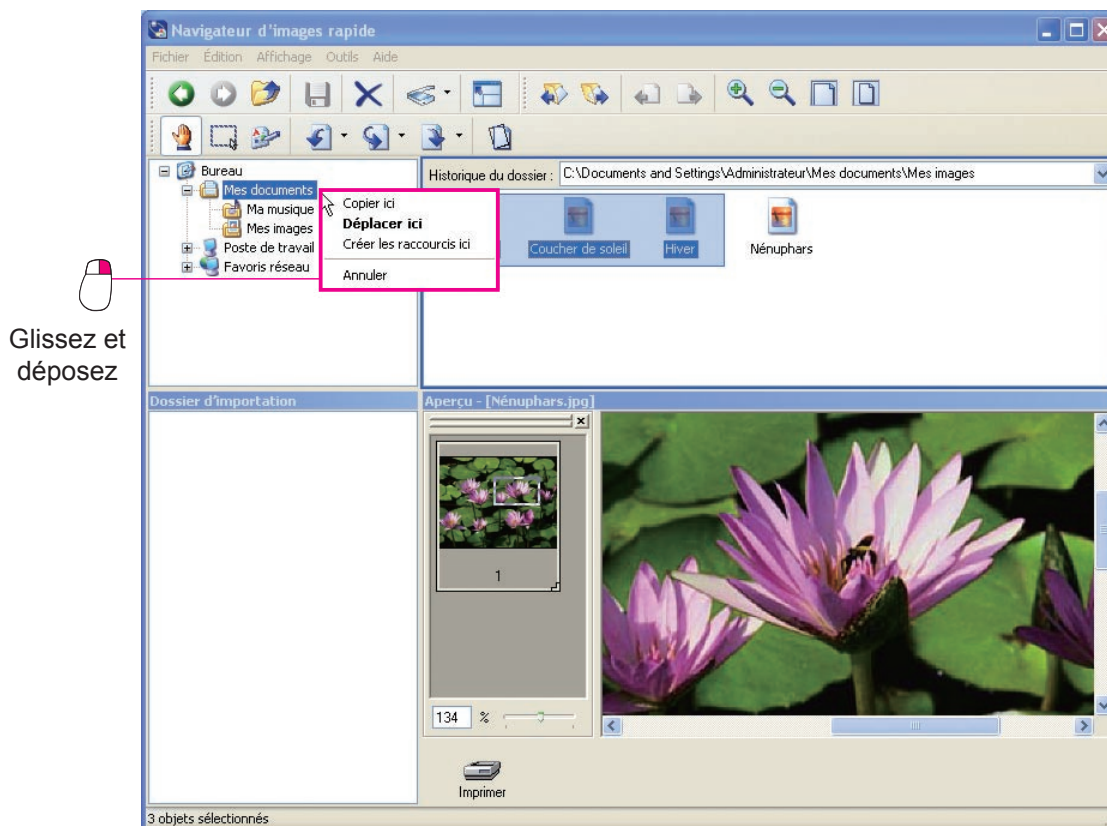 Navigateur d'images rapide
Fichier Édition Affichage Outils Aide
Bureau
Mes documents
Ma musique
Mes images
Poste de travail
Favoris réseau
Historique du dossier : C:\Documents and Settings\Administrateur\Mes documents\Mes images
Copier ici
Déplacer ici
Créer les raccourcis ici
Annuler
Coucher de soleil
Hiver
Nénuphars
Glissez et
déposez
Dossier d'importation
Aperçu - [Nénuphars.jpg]
1
134 %
Imprimer
3 objets sélectionnés